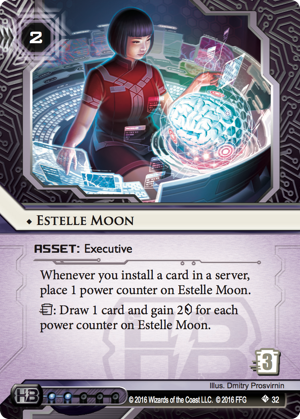 2
♦ ESTELLE MOON
ASSET: Executive
Whenever you install a card in a server,
place 1 power counter on Estelle Moon.
: Draw 1 card and gain 2 for each
power counter on Estelle Moon.
3
Illus. Dmitry Prosvirnin
HB
© 2016 Wizards of the Coast LLC. © 2016 FFG 32